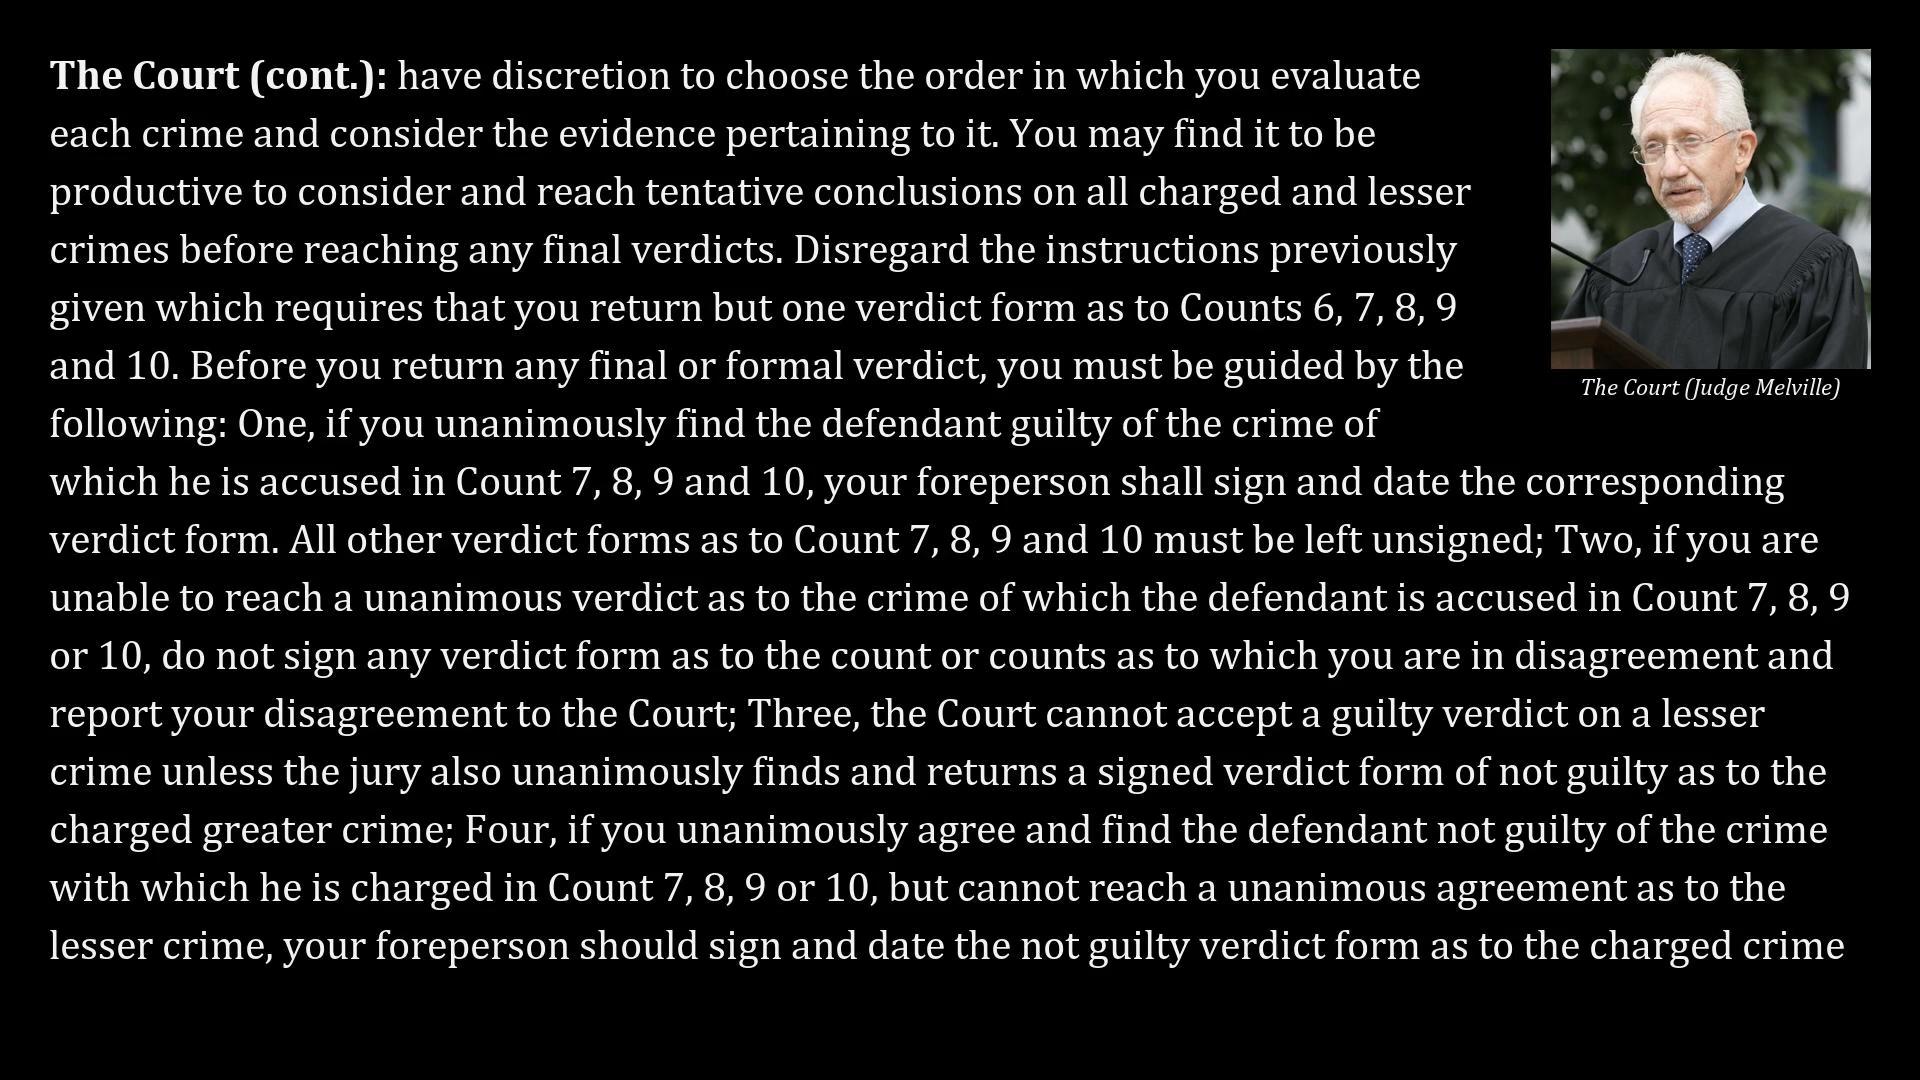 The Court (cont.): have discretion to choose the order in which you evaluate
each crime and consider the evidence pertaining to it. You may find it to be
productive to consider and reach tentative conclusions on all charged and lesser
crimes before reaching any final verdicts. Disregard the instructions previously
given which requires that you return but one verdict form as to Counts 6, 7, 8, 9
and 10. Before you return any final or formal verdict, you must be guided by the
following: One, if you unanimously find the defendant guilty of the crime of
which he is accused in Count 7, 8, 9 and 10, your foreperson shall sign and date the corresponding
verdict form. All other verdict forms as to Count 7, 8, 9 and 10 must be left unsigned; Two, if you are
unable to reach a unanimous verdict as to the crime of which the defendant is accused in Count 7, 8, 9
or 10, do not sign any verdict form as to the count or counts as to which you are in disagreement and
report your disagreement to the Court; Three, the Court cannot accept a guilty verdict on a lesser
crime unless the jury also unanimously finds and returns a signed verdict form of not guilty as to the
charged greater crime; Four, if you unanimously agree and find the defendant not guilty of the crime
with which he is charged in Count 7, 8, 9 or 10, but cannot reach a unanimous agreement as to the
lesser crime, your foreperson should sign and date the not guilty verdict form as to the charged crime
The Court (Judge Melville)